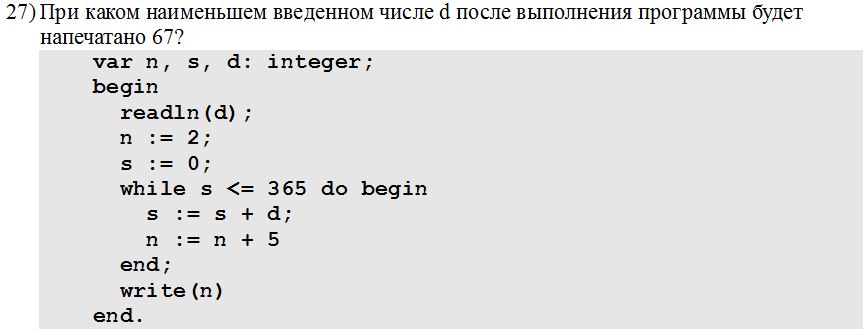 27) При каком наименьшем введенном числе d после выполнения программы будет
напечатано 67?
var n, s, d: integer;
begin
readln(d);
n := 2;
s := 0;
while s <= 365 do begin
s := s + d;
n := n + 5
end;
write(n)
end.